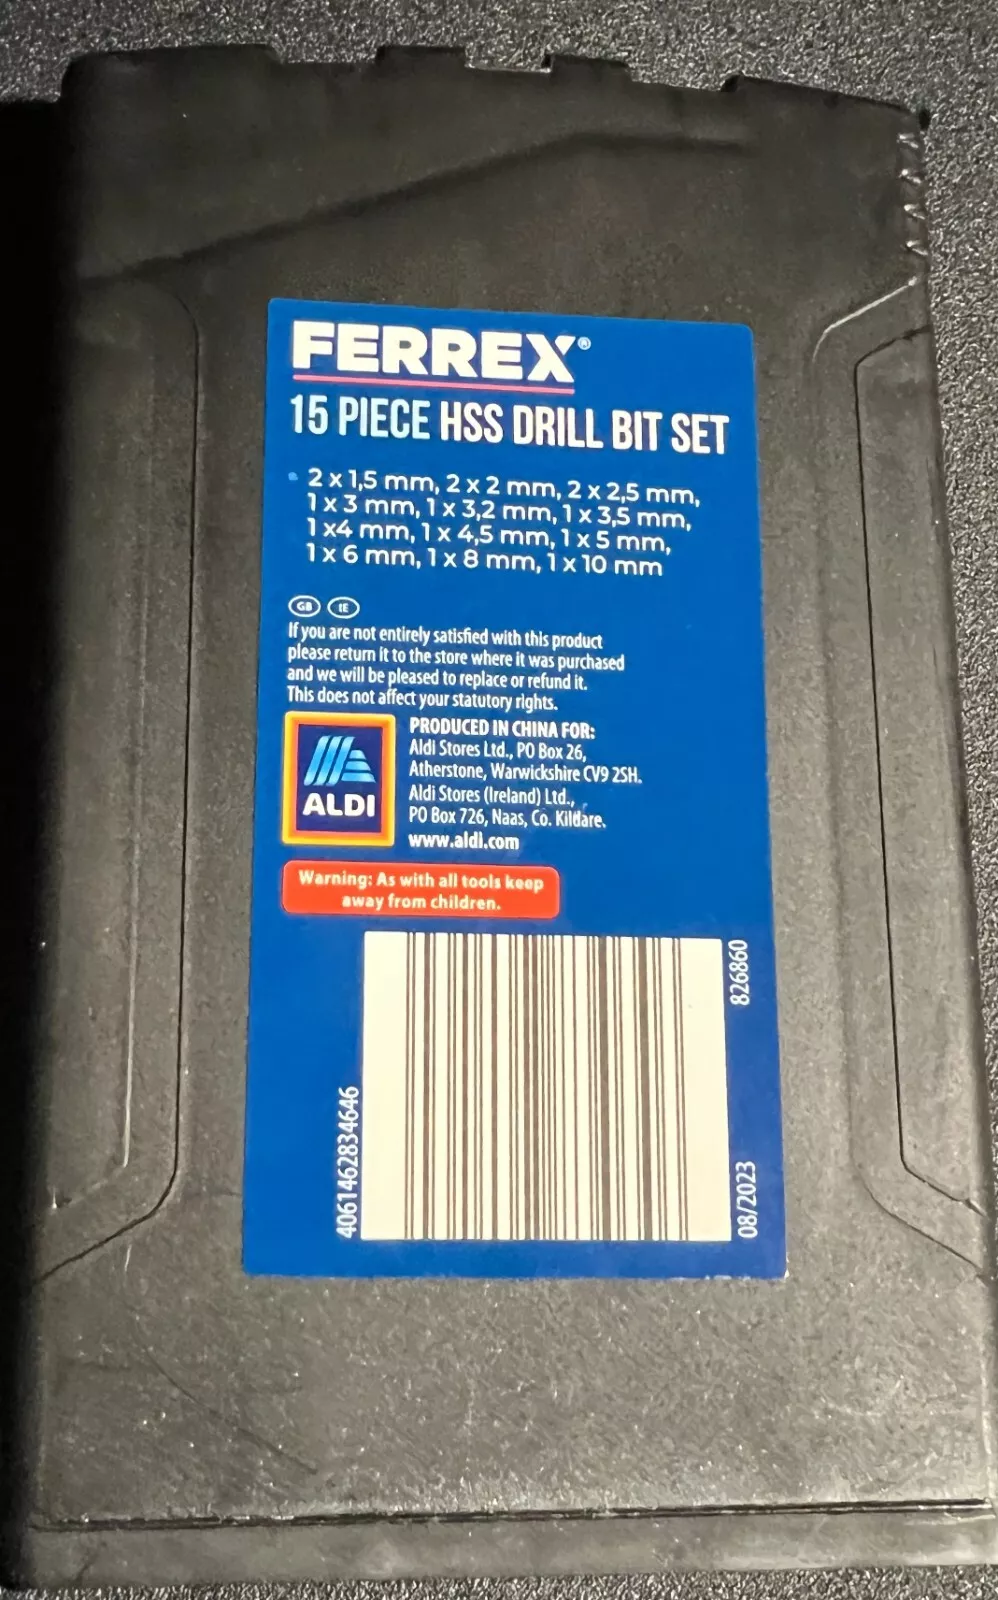 FERREX®
15 PIECE HSS DRILL BIT SET
• 2 x 1,5 mm, 2 x 2 mm, 2 x 2,5 mm,
1 x 3 mm, 1 x 3,2 mm, 1 x 3,5 mm,
1 x4 mm, 1 x 4,5 mm, 1 x 5 mm,
1 x 6 mm, 1 x 8 mm, 1 x 10 mm
GB IE
If you are not entirely satisfied with this product
please return it to the store where it was purchased
and we will be pleased to replace or refund it.
This does not affect your statutory rights.
ALDI
PRODUCED IN CHINA FOR:
Aldi Stores Ltd., PO Box 26,
Atherstone, Warwickshire CV9 2SH.
Aldi Stores (Ireland) Ltd.,
PO Box 726, Naas, Co. Kildare.
www.aldi.com
Warning: As with all tools keep
away from children.
4061462834646
826860
08/2023